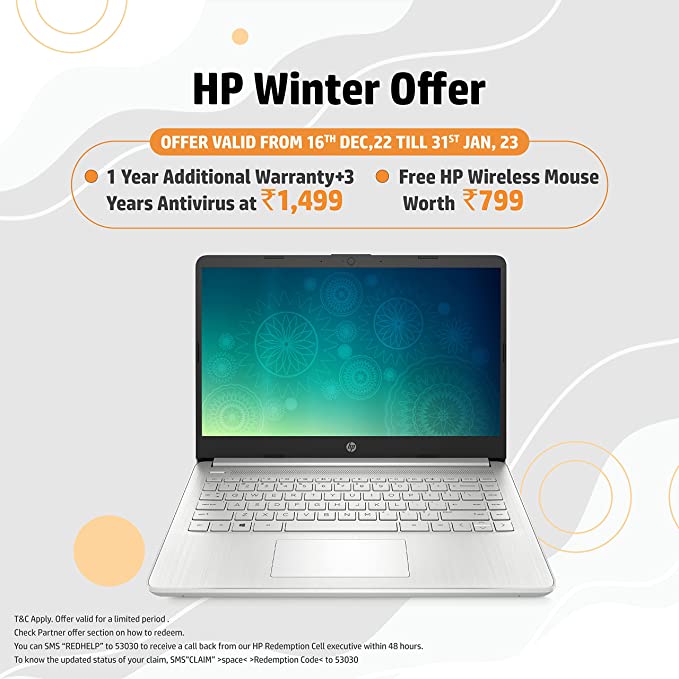 HP Winter Offer
OFFER VALID FROM 16TH DEC,22 TILL 31ST JAN, 23
1 Year Additional Warranty+3
Years Antivirus at ₹1,499
Free HP Wireless Mouse
Worth ₹799
hp
T&C Apply. Offer valid for a limited period .
Check Partner offer section on how to redeem.
You can SMS “REDHELP” to 53030 to receive a call back from our HP Redemption Cell executive within 48 hours.
To know the updated status of your claim, SMS"CLAIM” >space< >Redemption Code< to 53030